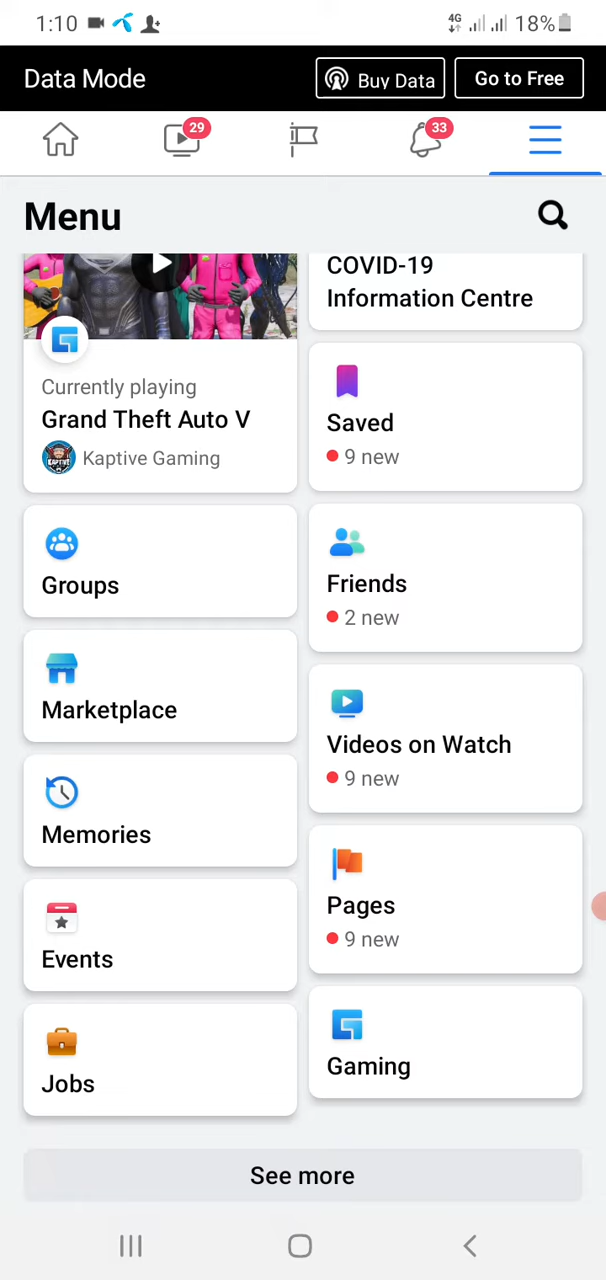 1:10
4G
18%
Data Mode
Buy Data
Go to Free
29
33
Menu
COVID-19
Information Centre
Currently playing
Grand Theft Auto V
KAPTIVE
Kaptive Gaming
Saved
9 new
Groups
Friends
2 new
Marketplace
Videos on Watch
9 new
Memories
Pages
9 new
Events
Gaming
Jobs
See more